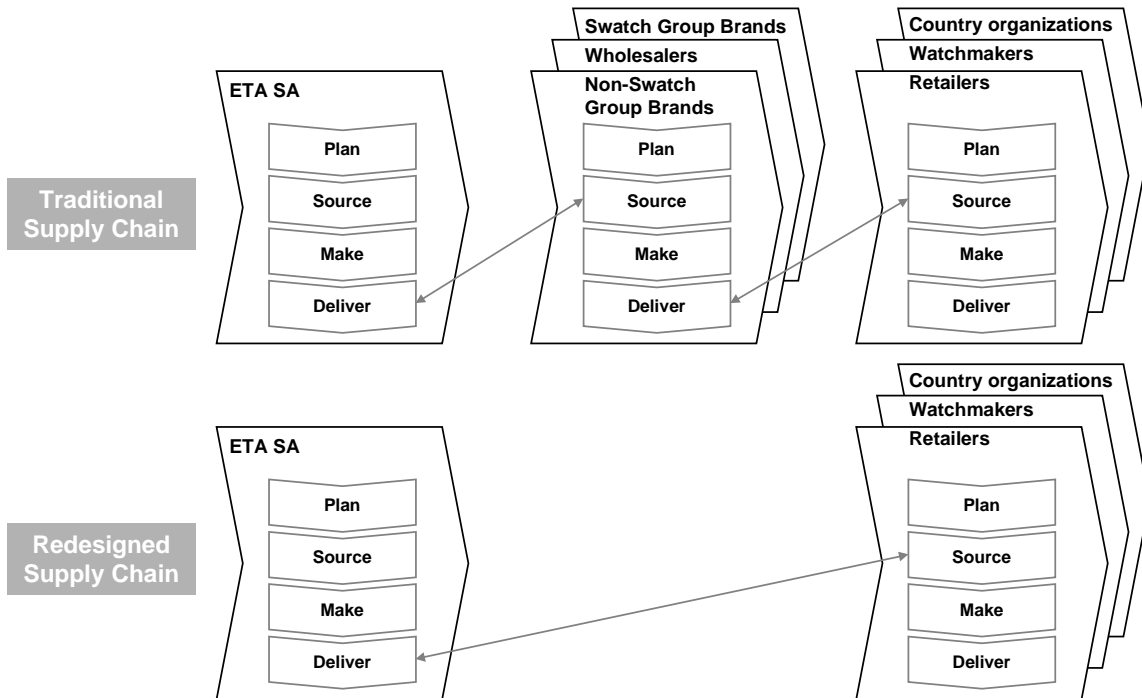 Swatch Group Brands
Wholesalers
Non-Swatch
Group Brands
Country organizations
Watchmakers
Retailers
ETA SA
Plan
Source
Make
Deliver
Plan
Source
Make
Deliver
Plan
Source
Make
Deliver
Traditional
Supply Chain
Country organizations
Watchmakers
Retailers
ETA SA
Plan
Source
Make
Deliver
Plan
Source
Make
Deliver
Redesigned
Supply Chain